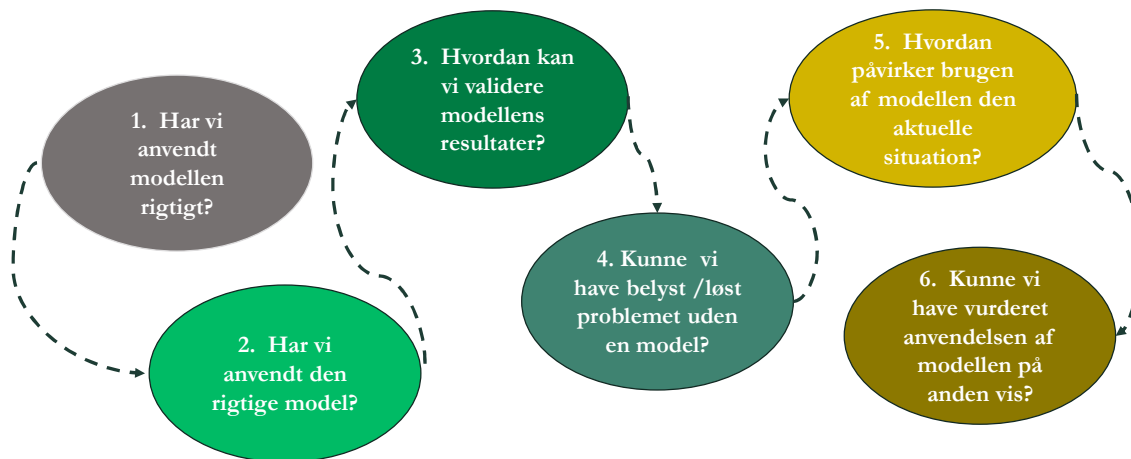 1. Har vi
anvendt
modellen
rigtigt?
2. Har vi
anvendt den
rigtige model?
3. Hvordan kan
vi validere
modellens
resultater?
4. Kunne vi
have belyst /løst
problemet uden
en model?
5. Hvordan
påvirker brugen
af modellen den
aktuelle
situation?
6. Kunne vi
have vurderet
anvendelsen af
modellen på
anden vis?